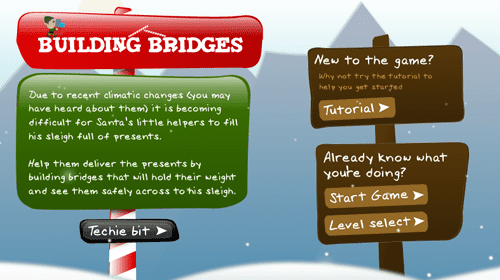 BUILDING BRIDGES
Due to recent climatic changes (you may
have heard about them) it is becoming
difficult for Santa's little helpers to fill
his sleigh full of presents.
Help them deliver the presents by
building bridges that will hold their weight
and see them safely across to his sleigh.
Techie bit
New to the game?
Why not try the tutorial to
help you get started
Tutorial
Already know what
you're doing?
Start Game
Level select